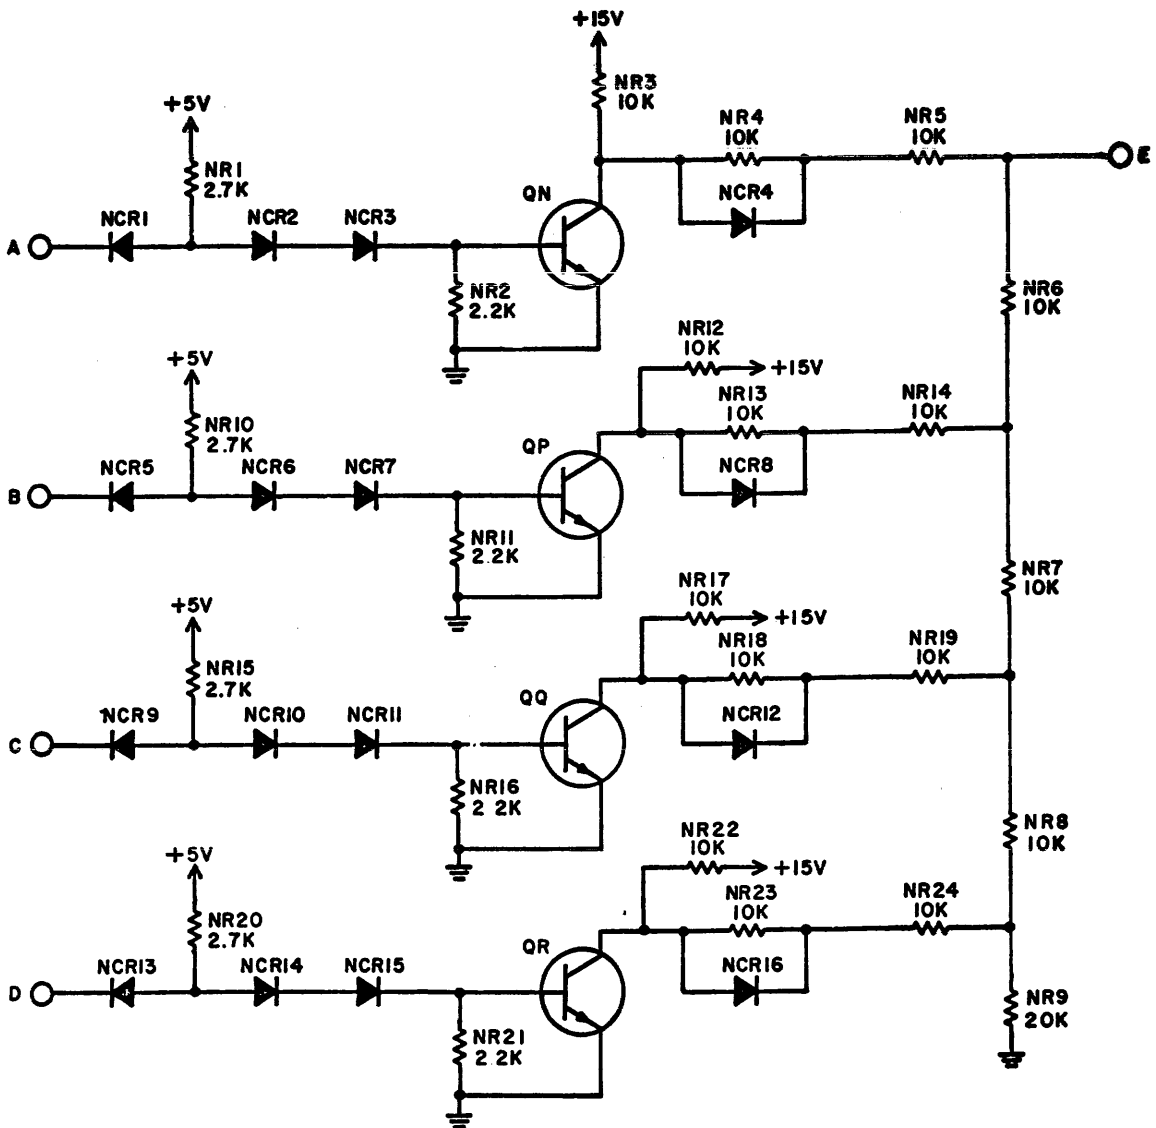 +15V
NR3
10K
+5V
NR4
10K
NR5
10K
E
NR1
2.7K
NCR4
QN
NCR1
NCR2
NCR3
A
NR2
2.2K
NR6
10K
NR12
10K
+15V
+5V
NR13
10K
NR14
10K
NR10
2.7K
QP
NCR5
NCR6
NCR7
NCR8
B
NR11
2.2K
NR7
10K
NR17
10K
+15V
+5V
NR18
10K
NR19
10K
NR15
2.7K
QQ
NCR9
NCR10
NCR11
NCR12
C
NR16
2 2K
NR8
10K
NR22
10K
+15V
+5V
NR23
10K
NR24
10K
NR20
2.7K
QR
NCR13
NCR14
NCR15
NCR16
D
NR9
20K
NR21
2.2K